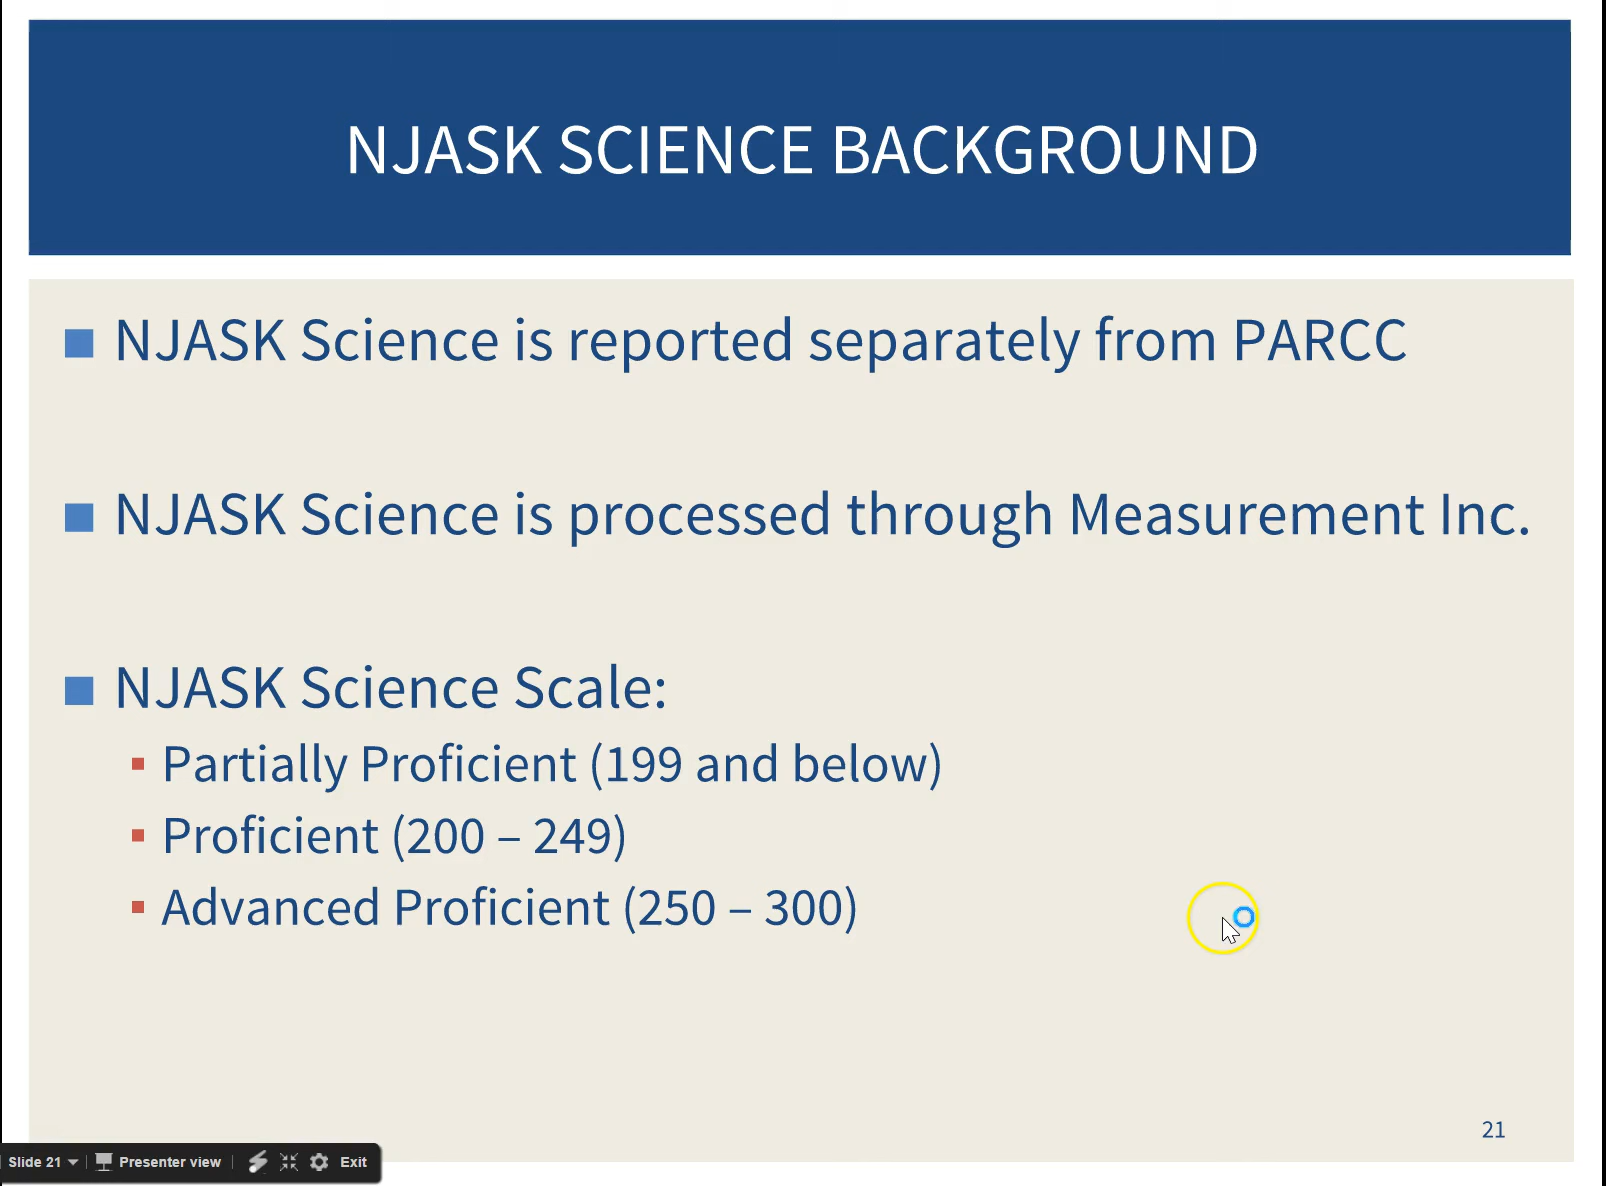 NJASK SCIENCE BACKGROUND
NJASK Science is reported separately from PARCC
NJASK Science is processed through Measurement Inc.
NJASK Science Scale:
Partially Proficient (199 and below)
Proficient (200 – 249)
Advanced Proficient (250 – 300)
21
Slide 21 Presenter view Exit